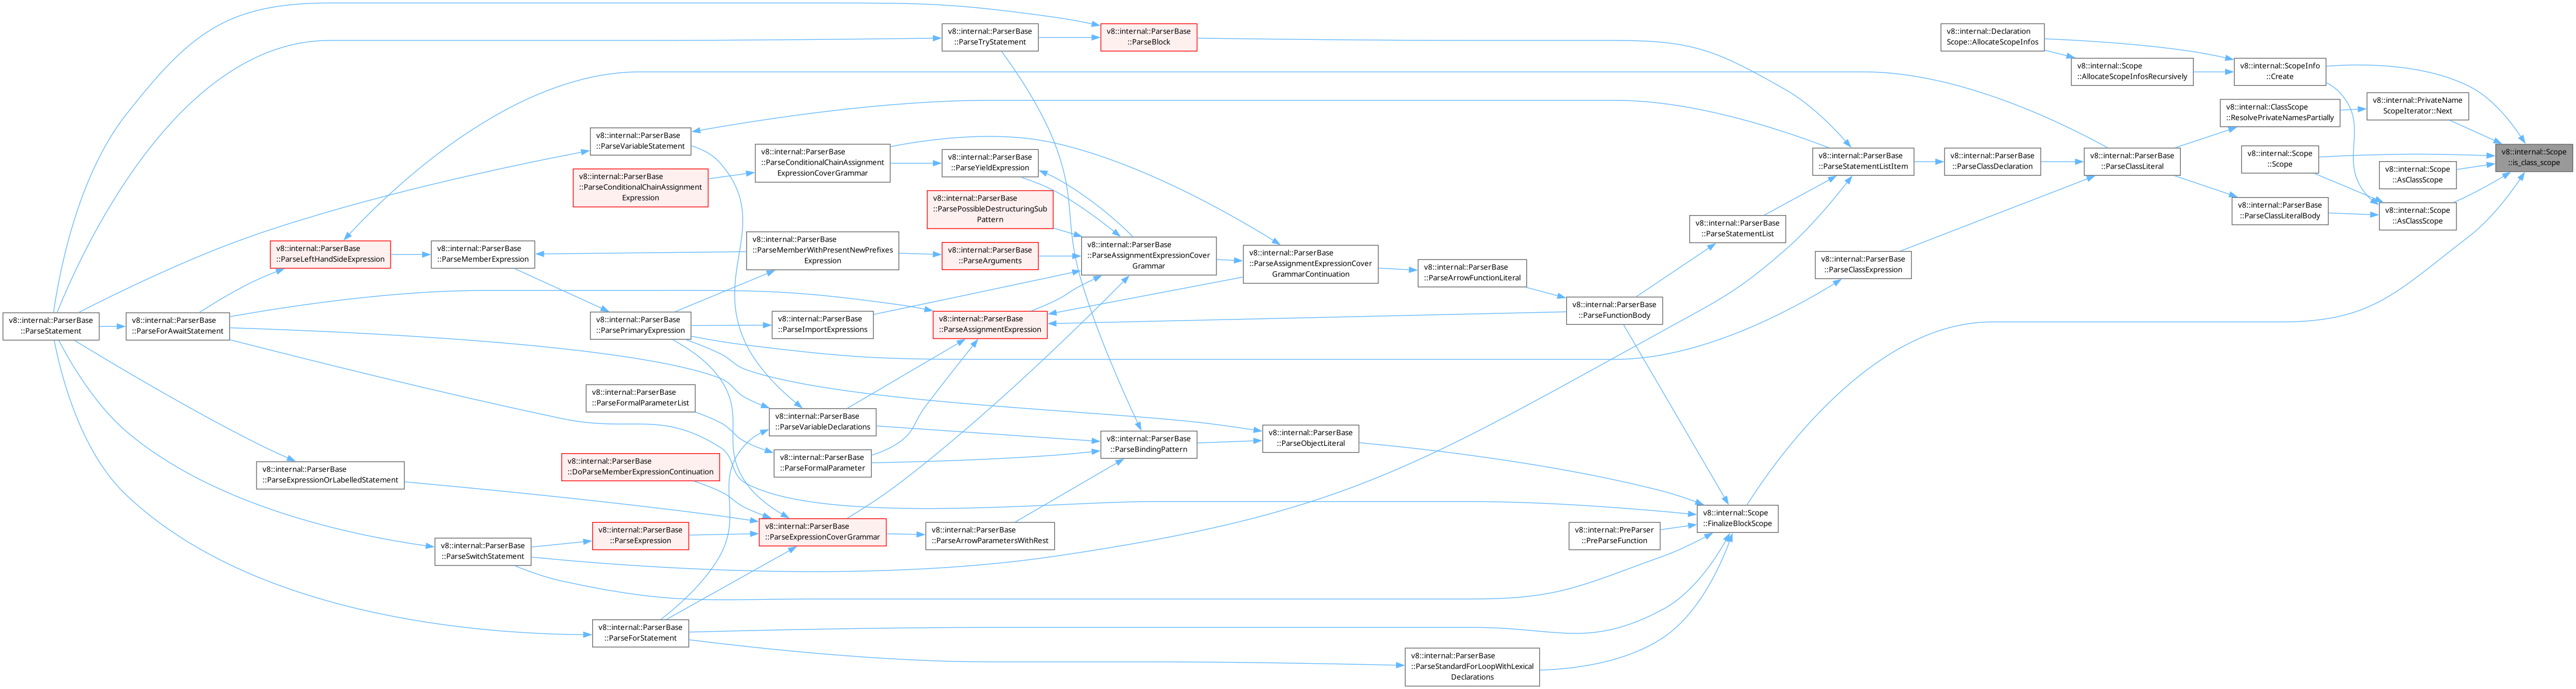 v8::internal::ParserBase
::ParseStatement
v8::internal::ParserBase
::ParseForAwaitStatement
v8::internal::ParserBase
::ParseLeftHandSideExpression
v8::internal::ParserBase
::ParseExpressionOrLabelledStatement
v8::internal::ParserBase
::ParseMemberExpression
v8::internal::ParserBase
::ParseSwitchStatement
v8::internal::ParserBase
::ParseVariableStatement
v8::internal::ParserBase
::ParseConditionalChainAssignment
Expression
v8::internal::ParserBase
::ParsePrimaryExpression
v8::internal::ParserBase
::ParseFormalParameterList
v8::internal::ParserBase
::DoParseMemberExpressionContinuation
v8::internal::ParserBase
::ParseExpression
v8::internal::ParserBase
::ParseForStatement
v8::internal::ParserBase
::ParseConditionalChainAssignment
ExpressionCoverGrammar
v8::internal::ParserBase
::ParseMemberWithPresentNewPrefixes
Expression
v8::internal::ParserBase
::ParseImportExpressions
v8::internal::ParserBase
::ParseVariableDeclarations
v8::internal::ParserBase
::ParseFormalParameter
v8::internal::ParserBase
::ParseExpressionCoverGrammar
v8::internal::ParserBase
::ParseTryStatement
v8::internal::ParserBase
::ParseYieldExpression
v8::internal::ParserBase
::ParsePossibleDestructuringSub
Pattern
v8::internal::ParserBase
::ParseArguments
v8::internal::ParserBase
::ParseAssignmentExpression
v8::internal::ParserBase
::ParseArrowParametersWithRest
v8::internal::ParserBase
::ParseBlock
v8::internal::ParserBase
::ParseAssignmentExpressionCover
Grammar
v8::internal::ParserBase
::ParseBindingPattern
v8::internal::ParserBase
::ParseAssignmentExpressionCover
GrammarContinuation
v8::internal::ParserBase
::ParseObjectLiteral
v8::internal::ParserBase
::ParseArrowFunctionLiteral
v8::internal::ParserBase
::ParseStandardForLoopWithLexical
Declarations
v8::internal::ParserBase
::ParseFunctionBody
v8::internal::PreParser
::PreParseFunction
v8::internal::ParserBase
::ParseStatementList
v8::internal::Scope
::FinalizeBlockScope
v8::internal::ParserBase
::ParseStatementListItem
v8::internal::ParserBase
::ParseClassExpression
v8::internal::ParserBase
::ParseClassDeclaration
v8::internal::Declaration
Scope::AllocateScopeInfos
v8::internal::Scope
::AllocateScopeInfosRecursively
v8::internal::ParserBase
::ParseClassLiteral
v8::internal::ScopeInfo
::Create
v8::internal::ClassScope
::ResolvePrivateNamesPartially
v8::internal::Scope
::Scope
v8::internal::ParserBase
::ParseClassLiteralBody
v8::internal::PrivateName
ScopeIterator::Next
v8::internal::Scope
::AsClassScope
v8::internal::Scope
::AsClassScope
v8::internal::Scope
::is_class_scope